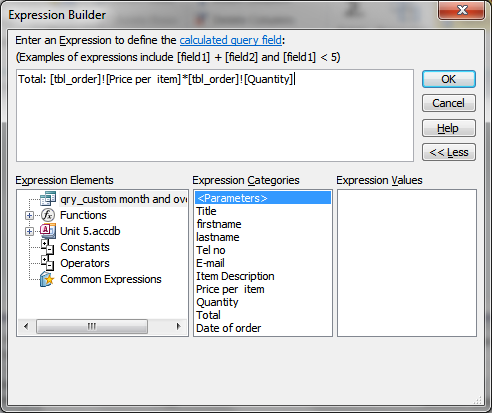 Expression Builder
Enter an Expression to define the calculated query field:
(Examples of expressions include [field1] + [field2] and [field1] < 5)
Total: [tbl_order]![Price per  item]*[tbl_order]![Quantity]
OK
Cancel
Help
<< Less
Expression Elements
qry_custom month and ove
Functions
Unit 5.accdb
Constants
Operators
Common Expressions
Expression Categories
<Parameters>
Title
firstname
lastname
Tel no
E-mail
Item Description
Price per  item
Quantity
Total
Date of order
Expression Values